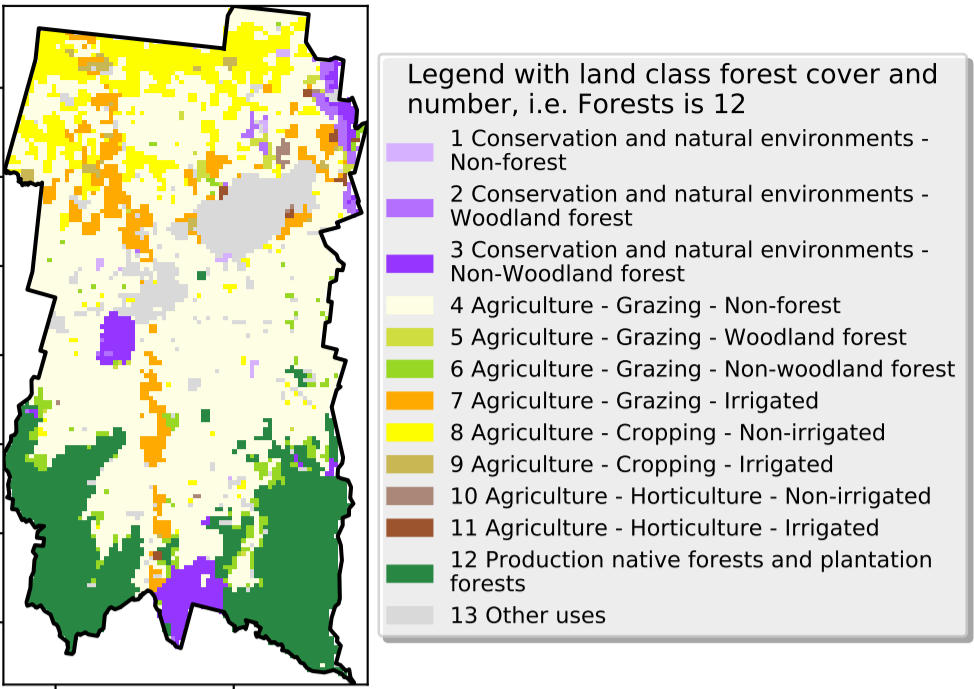 Legend with land class forest cover and
number, i.e. Forests is 12
1 Conservation and natural environments -
Non-forest
2 Conservation and natural environments -
Woodland forest
3 Conservation and natural environments -
Non-Woodland forest
4 Agriculture - Grazing - Non-forest
5 Agriculture - Grazing - Woodland forest
6 Agriculture - Grazing - Non-woodland forest
7 Agriculture - Grazing - Irrigated
8 Agriculture - Cropping - Non-irrigated
9 Agriculture - Cropping - Irrigated
10 Agriculture - Horticulture - Non-irrigated
11 Agriculture - Horticulture - Irrigated
12 Production native forests and plantation
forests
13 Other uses